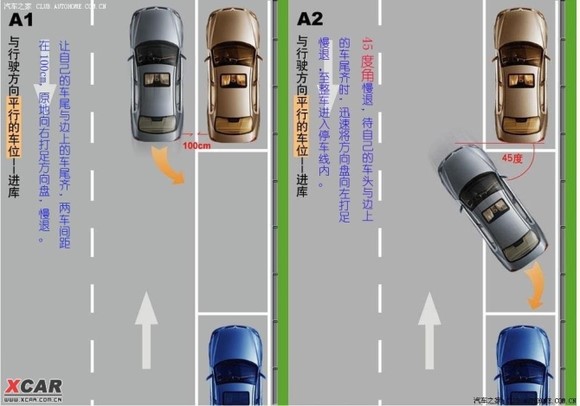 汽车之家 CLUB.AUTOHOME.COM.CN
A1
与行驶方向平行的车位—进库
让自己的车尾与边上的车尾齐，两车间距
在100cm，原地向右打足方向盘，慢退。
100cm
XCAR
WWW.XCAR.COM.CN
A2
与行驶方向平行的车位—进库
45度角慢退，待自己的车头与边上
的车尾齐时，迅速将方向盘向左打足
慢退，至整车进入停车线内。
45度
汽车之家 CLUB.AUTOHOME.COM.CN